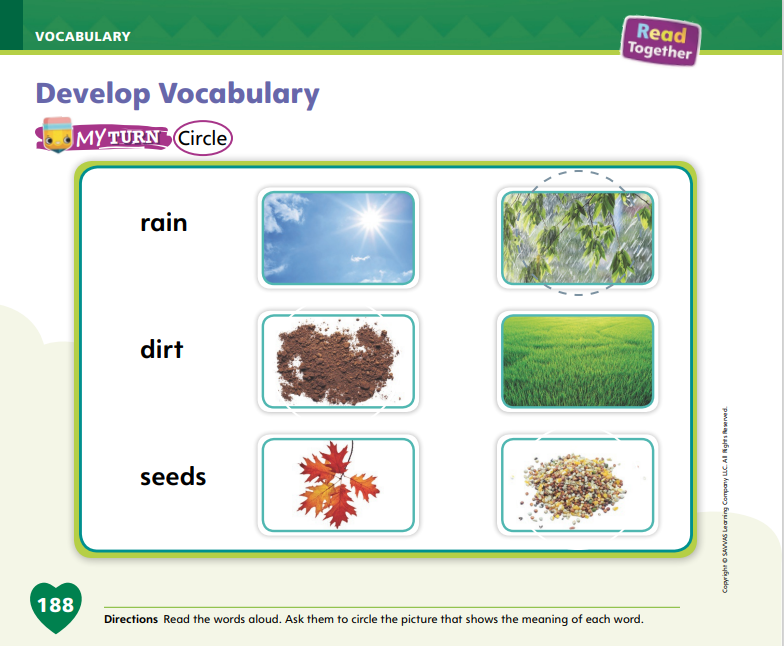 VOCABULARY
Read
Together
Develop Vocabulary
MY TURN Circle
rain
dirt
seeds
Copyright © SAVVAS Learning Company LLC. All Rights Reserved.
188
Directions Read the words aloud. Ask them to circle the picture that shows the meaning of each word.